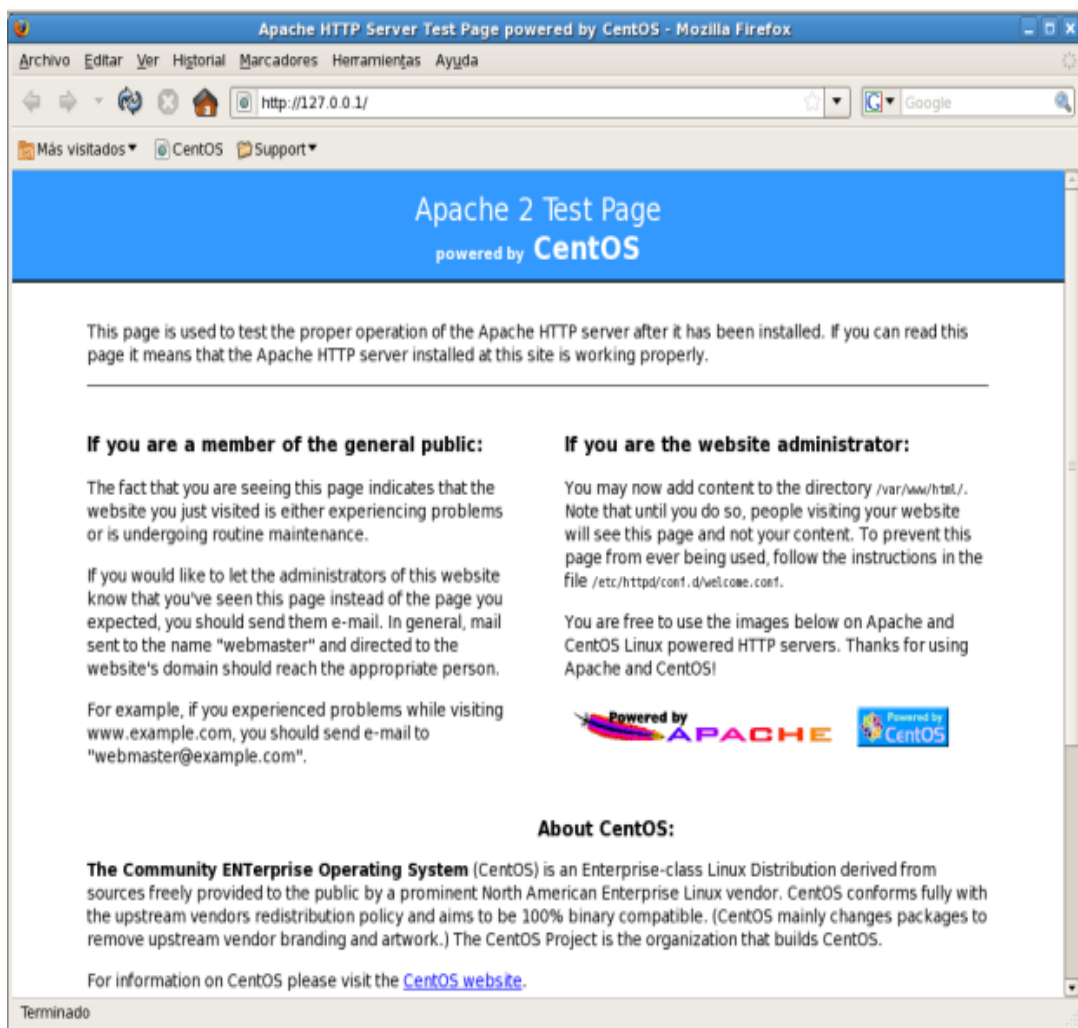 Apache HTTP Server Test Page powered by CentOS - Mozilla Firefox
Archivo Editar Ver Historial Marcadores Herramientas Ayuda
http://127.0.0.1/ G Google
Más visitados CentOS Support
Apache 2 Test Page
powered by CentOS
This page is used to test the proper operation of the Apache HTTP server after it has been installed. If you can read this
page it means that the Apache HTTP server installed at this site is working properly.
If you are a member of the general public:
The fact that you are seeing this page indicates that the
website you just visited is either experiencing problems
or is undergoing routine maintenance.
If you would like to let the administrators of this website
know that you've seen this page instead of the page you
expected, you should send them e-mail. In general, mail
sent to the name "webmaster" and directed to the
website's domain should reach the appropriate person.
For example, if you experienced problems while visiting
www.example.com, you should send e-mail to
"webmaster@example.com".
If you are the website administrator:
You may now add content to the directory /var/www/html/.
Note that until you do so, people visiting your website
will see this page and not your content. To prevent this
page from ever being used, follow the instructions in the
file /etc/httpd/conf.d/welcome.conf.
You are free to use the images below on Apache and
CentOS Linux powered HTTP servers. Thanks for using
Apache and CentOS!
Powered by
APACHE
Powered by
CentOS
About CentOS:
The Community ENTerprise Operating System (CentOS) is an Enterprise-class Linux Distribution derived from
sources freely provided to the public by a prominent North American Enterprise Linux vendor. CentOS conforms fully with
the upstream vendors redistribution policy and aims to be 100% binary compatible. (CentOS mainly changes packages to
remove upstream vendor branding and artwork.) The CentOS Project is the organization that builds CentOS.
For information on CentOS please visit the CentOS website.
Terminado